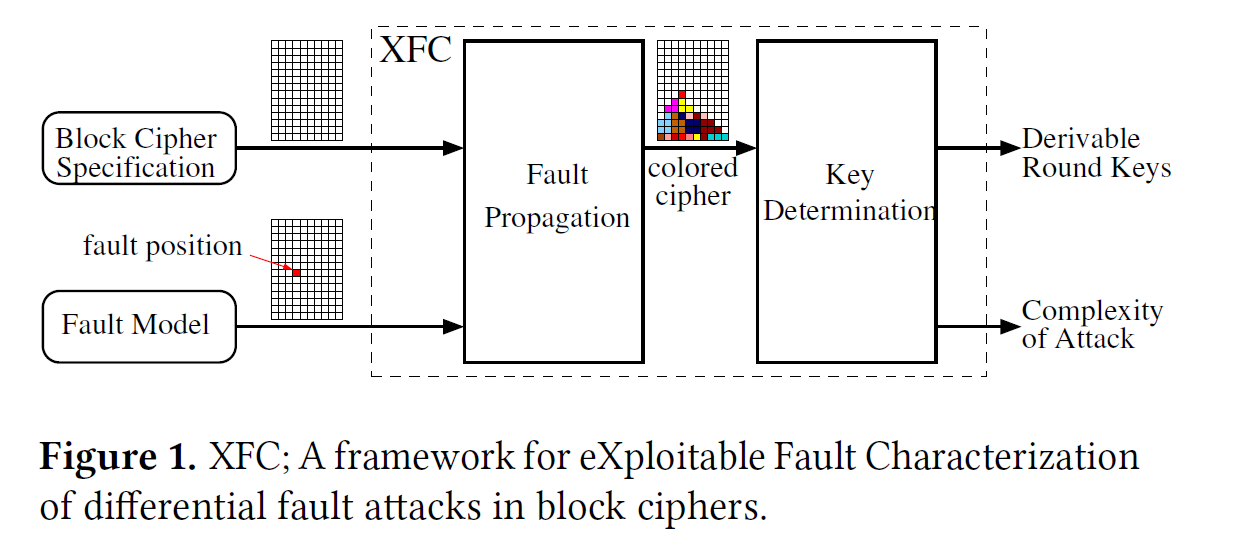 XFC
Block Cipher
Specification
fault position
Fault Model
Fault
Propagation
colored
cipher
Key
Determination
Derivable
Round Keys
Complexity
of Attack
Figure 1. XFC; A framework for eXploitable Fault Characterization
of differential fault attacks in block ciphers.